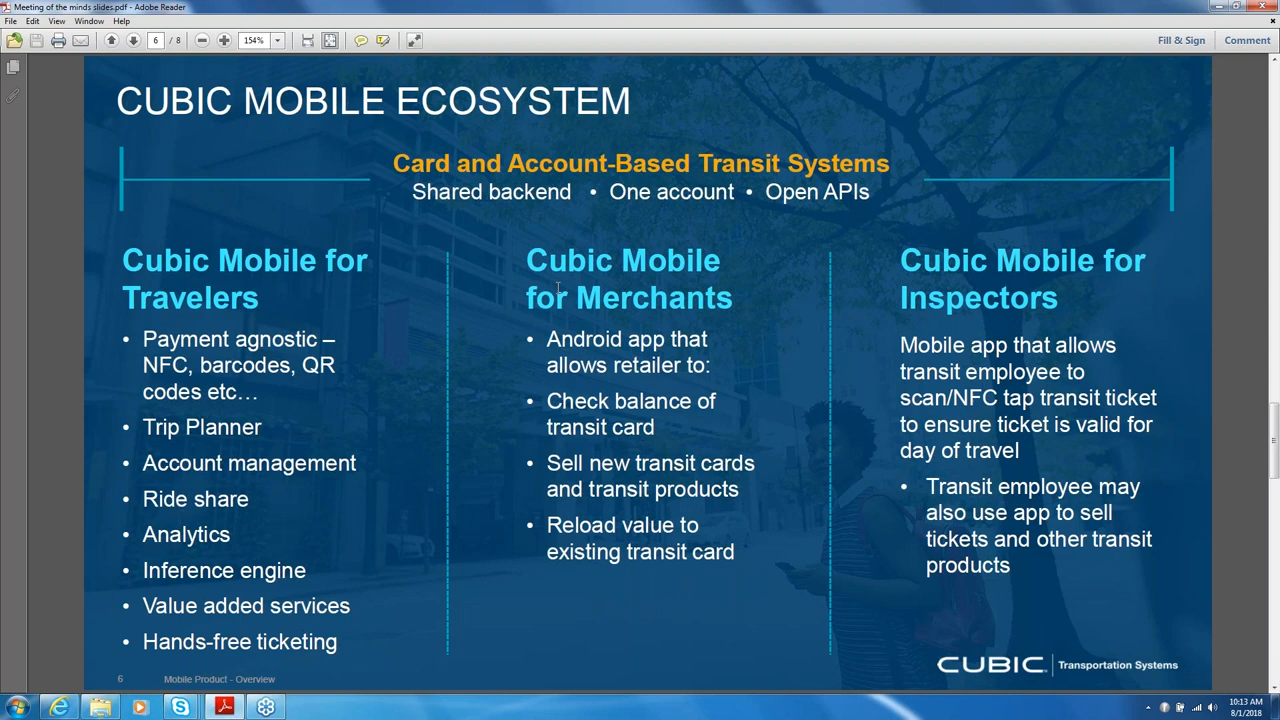 Meeting of the minds slides.pdf - Adobe Reader
File Edit View Window Help
6 / 8 154% Fill & Sign Comment
CUBIC MOBILE ECOSYSTEM
Card and Account-Based Transit Systems
Shared backend • One account • Open APIs
Cubic Mobile for
Travelers
• Payment agnostic –
NFC, barcodes, QR
codes etc…
• Trip Planner
• Account management
• Ride share
• Analytics
• Inference engine
• Value added services
• Hands-free ticketing
Cubic Mobile
for Merchants
• Android app that
allows retailer to:
• Check balance of
transit card
• Sell new transit cards
and transit products
• Reload value to
existing transit card
Cubic Mobile for
Inspectors
Mobile app that allows
transit employee to
scan/NFC tap transit ticket
to ensure ticket is valid for
day of travel
• Transit employee may
also use app to sell
tickets and other transit
products
CUBIC Transportation Systems
6 Mobile Product - Overview
10:13 AM
8/1/2018